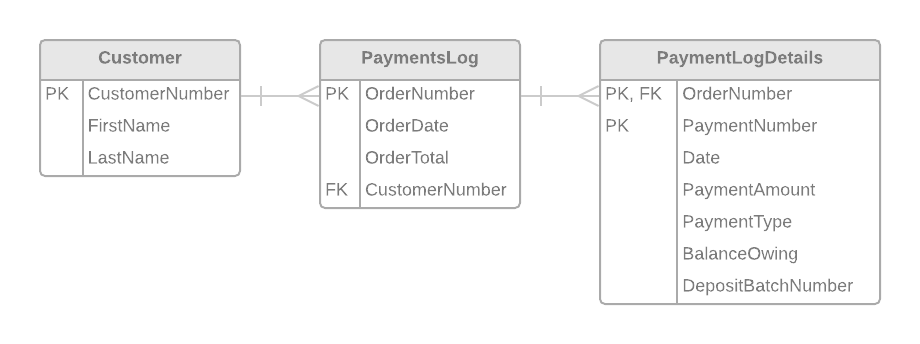 Customer
PK CustomerNumber
FirstName
LastName
PaymentsLog
PK OrderNumber
OrderDate
OrderTotal
FK CustomerNumber
PaymentLogDetails
PK, FK OrderNumber
PK PaymentNumber
Date
PaymentAmount
PaymentType
BalanceOwing
DepositBatchNumber